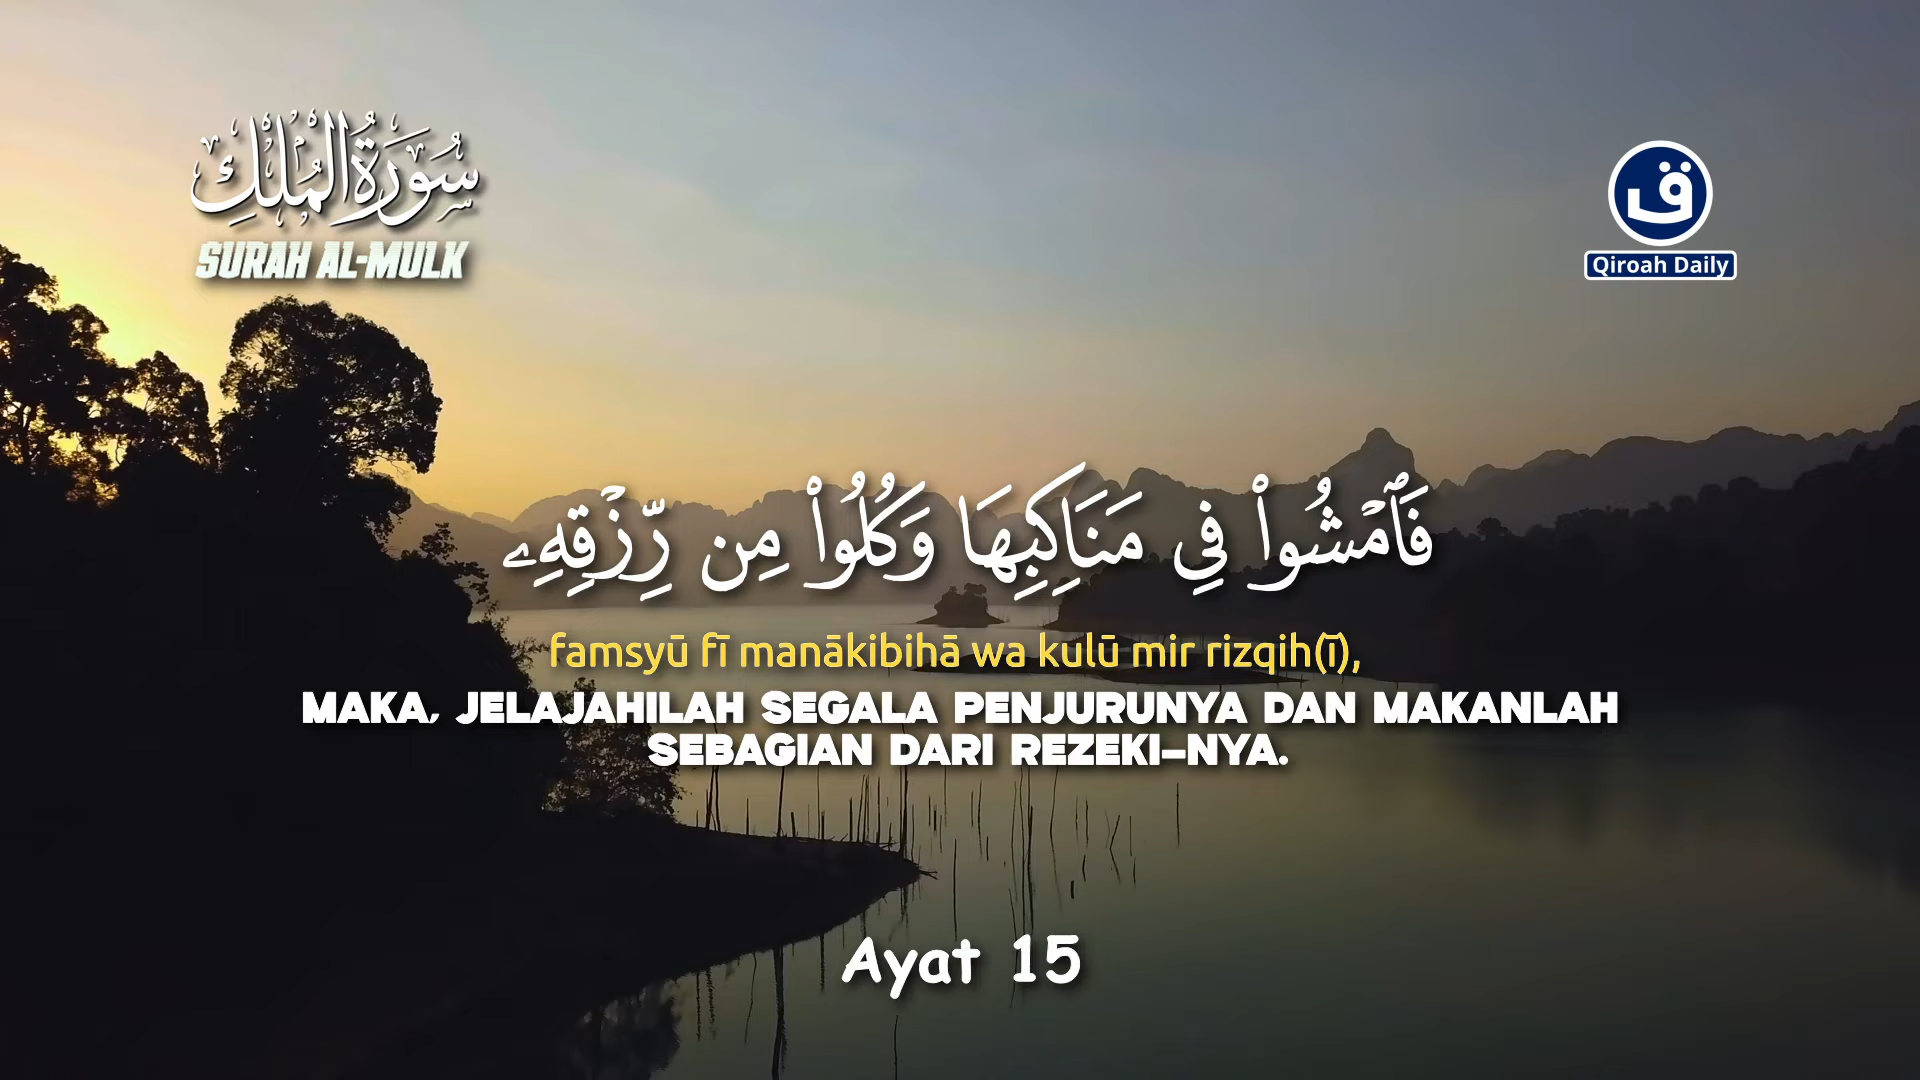 سُورَةُ الْمُلْكِ
SURAH AL-MULK
ق
Qiroah Daily
فَٱمۡشُواْ فِي مَنَاكِبِهَا وَكُلُواْ مِن رِّزۡقِهِۦ
famsyū fī manākibihā wa kulū mir rizqih(ī),
MAKA, JELAJAHILAH SEGALA PENJURUNYA DAN MAKANLAH
SEBAGIAN DARI REZEKI-NYA.
Ayat 15